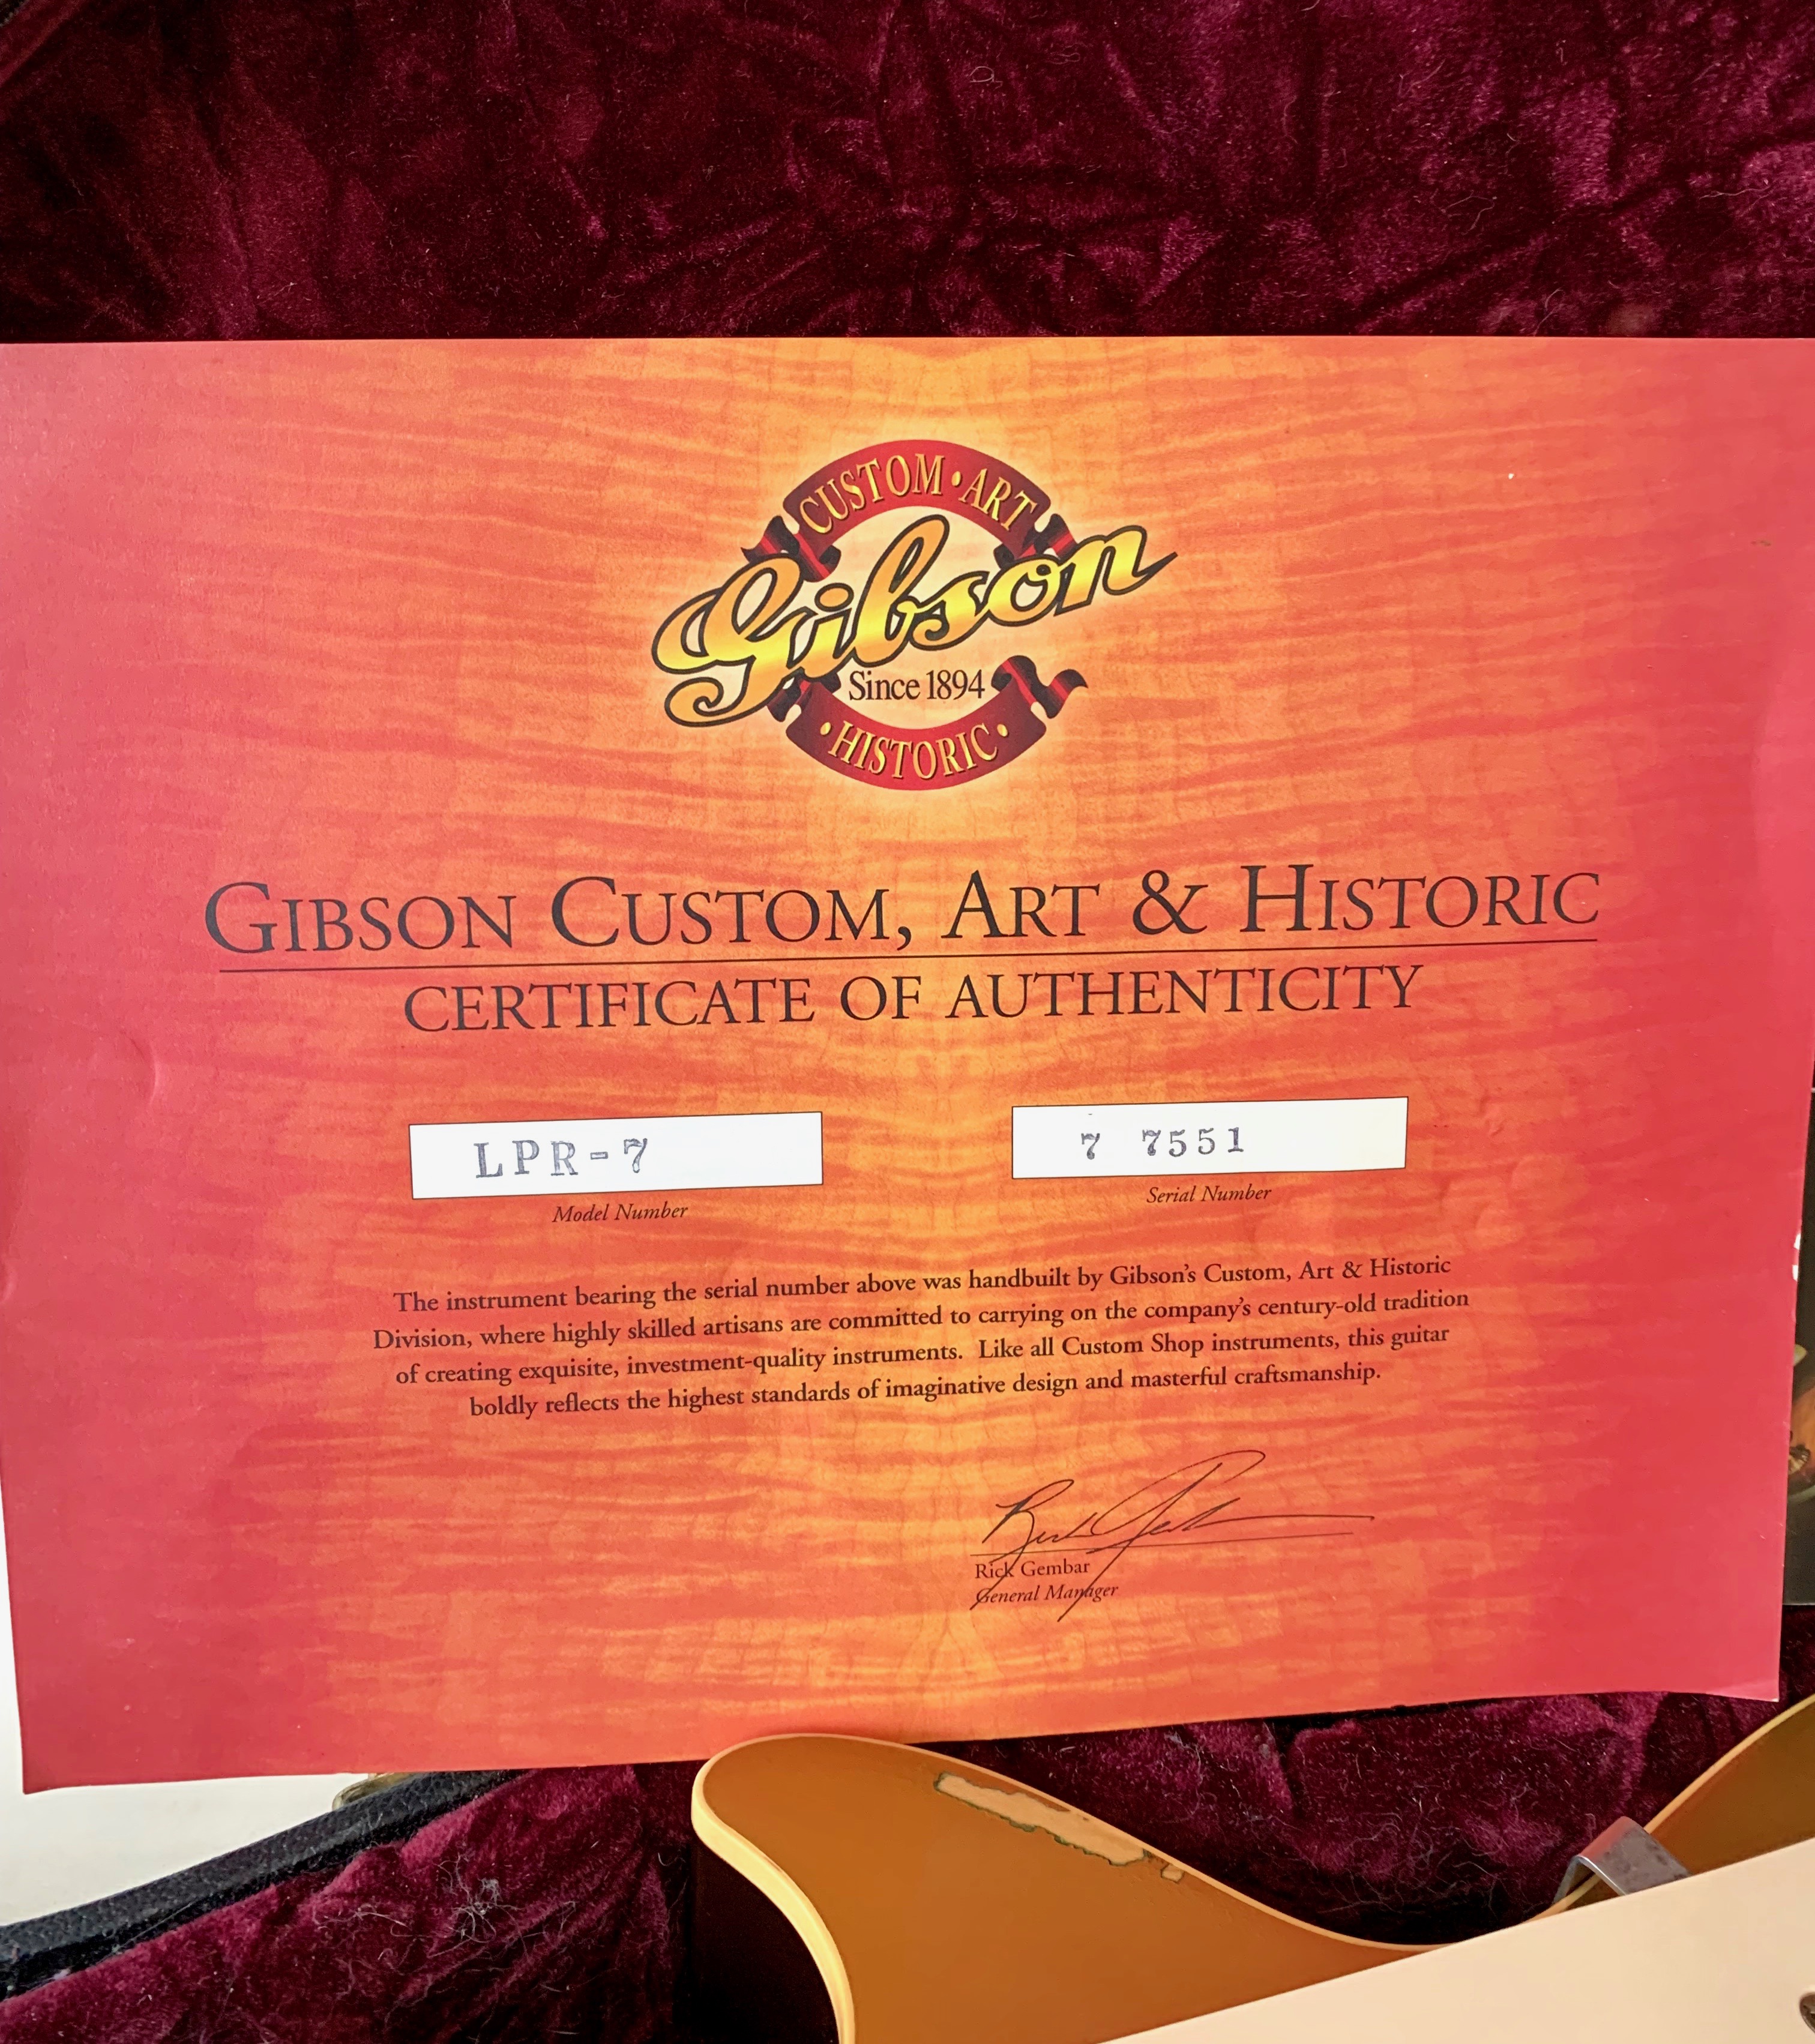 CUSTOM • ART
Gibson
Since 1894
• HISTORIC •
GIBSON CUSTOM, ART & HISTORIC
CERTIFICATE OF AUTHENTICITY
LPR-7
7 7551
Model Number
Serial Number
The instrument bearing the serial number above was handbuilt by Gibson's Custom, Art & Historic
Division, where highly skilled artisans are committed to carrying on the company's century-old tradition
of creating exquisite, investment-quality instruments. Like all Custom Shop instruments, this guitar
boldly reflects the highest standards of imaginative design and masterful craftsmanship.
Rick Gembar
General Manager